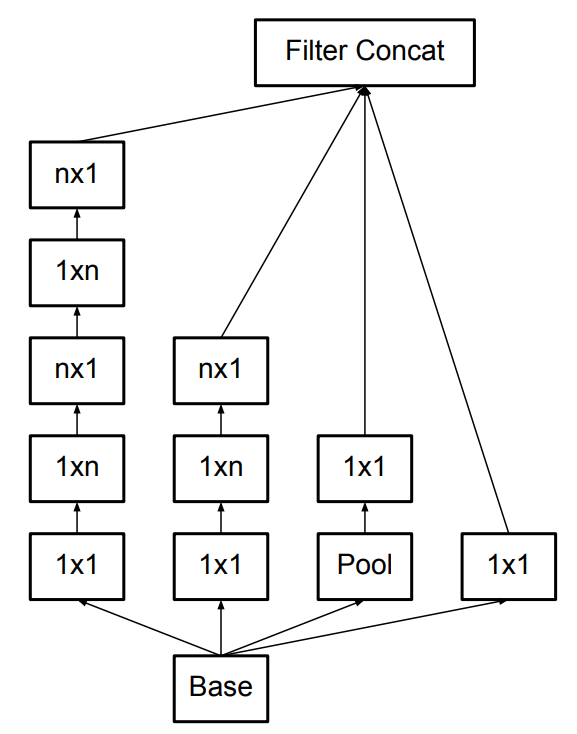 Filter Concat
nx1
1xn
nx1
nx1
1xn
1xn
1x1
1x1
1x1
Pool
1x1
Base